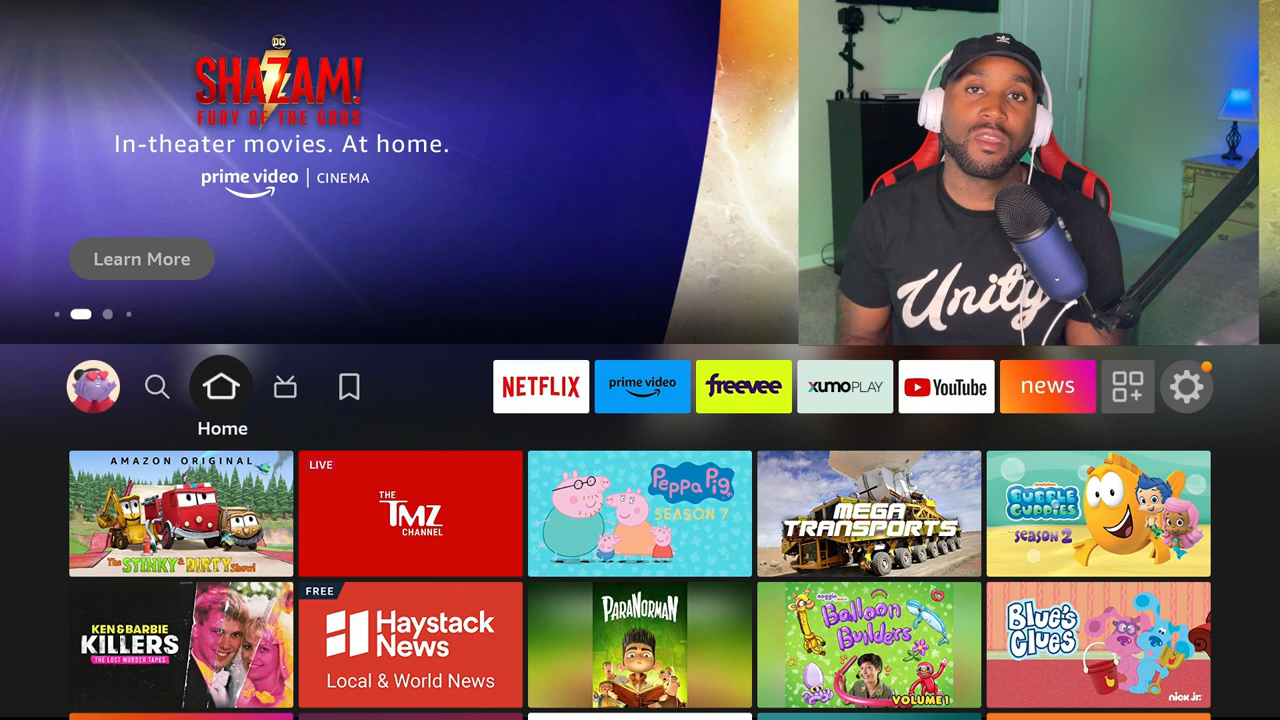 DC
SHAZAM!
FURY OF THE GODS
In-theater movies. At home.
prime video | CINEMA
Learn More
Unity
Home
NETFLIX
prime video
freevee
XUMOPLAY
YouTube
news
AMAZON ORIGINAL
The STINKY & DIRTY Show!
LIVE
THE
TMZ
CHANNEL
Peppa Pig
SEASON 7
MEGA
TRANSPORTS
nickelodeon
BUBBLE
GUPPIES
SEASON 2
KEN & BARBIE
KILLERS
THE LOST MURDER TAPES
FREE
Haystack
News
Local & World News
PARANORMAN
noggin
Balloon
Builders
VOLUME 1
Blue's
Clues
nick jr.